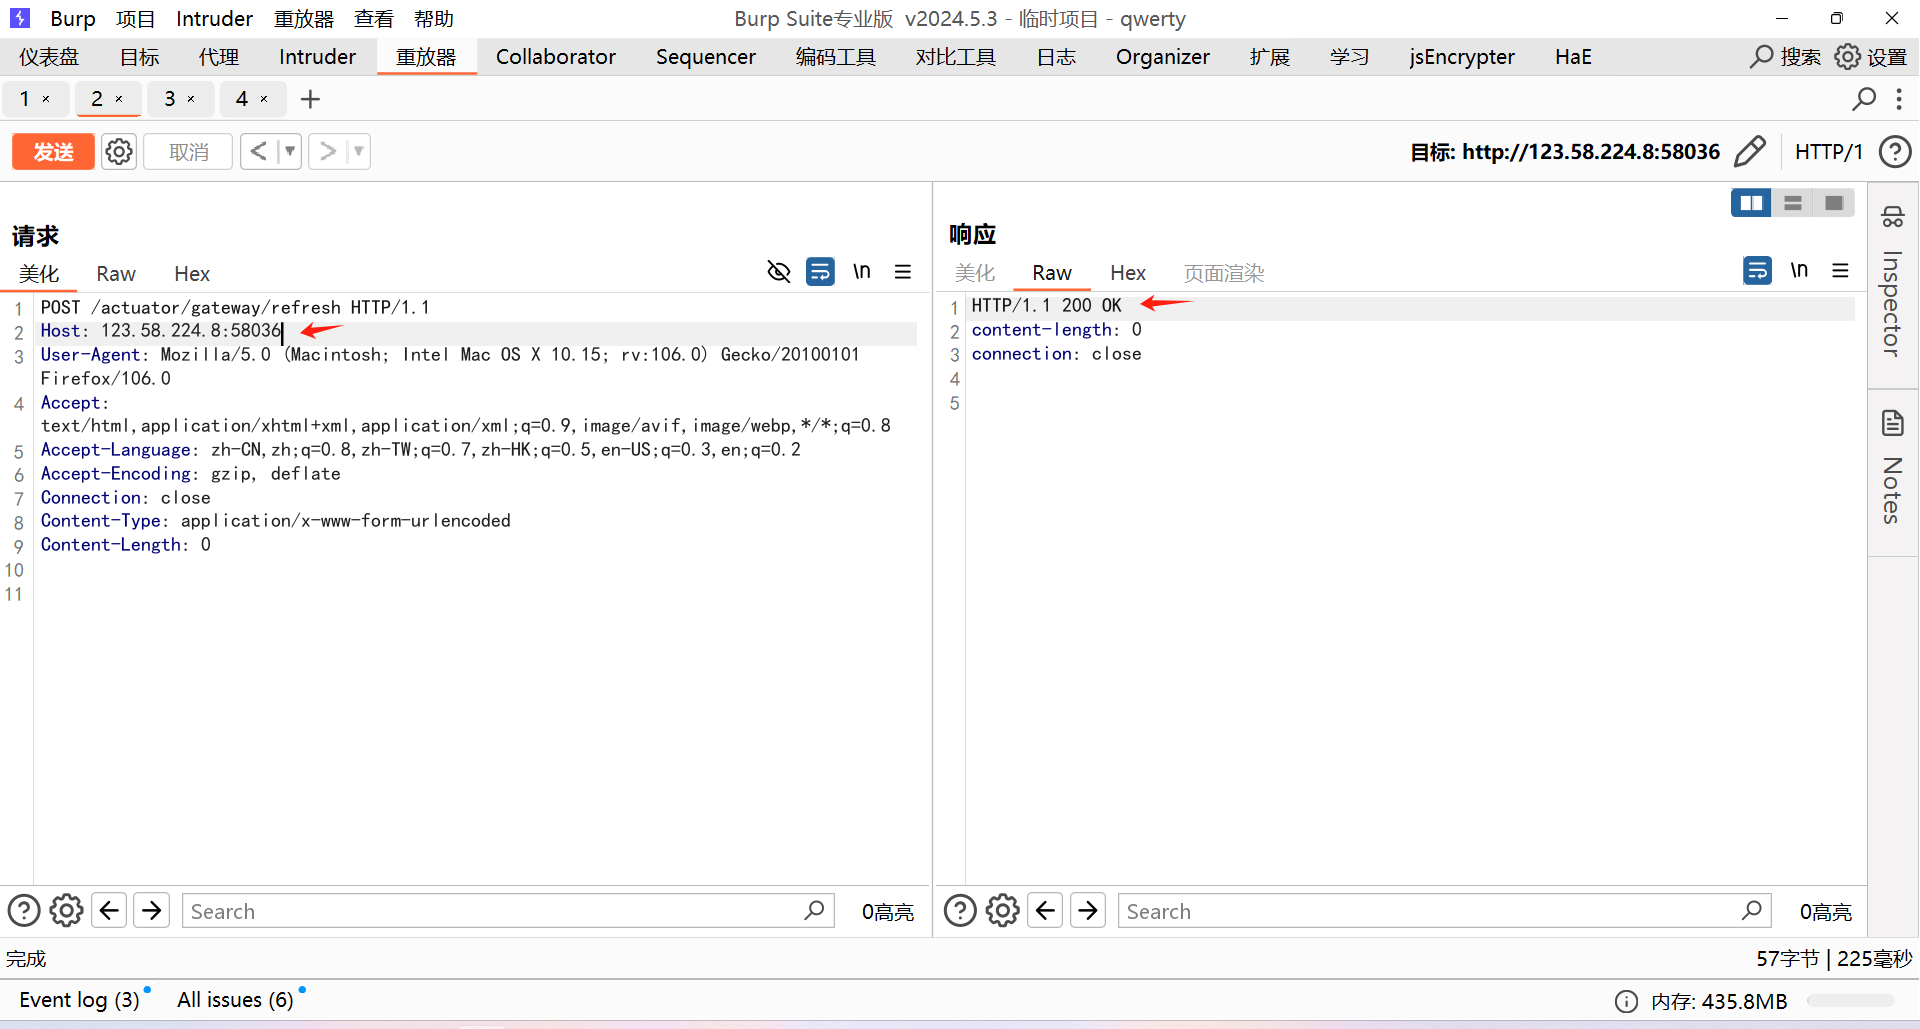 Burp 项目 Intruder 重放器 查看 帮助 Burp Suite专业版 v2024.5.3 - 临时项目 - qwerty
仪表盘 目标 代理 Intruder 重放器 Collaborator Sequencer 编码工具 对比工具 日志 Organizer 扩展 学习 jsEncrypter HaE 搜索 设置
1 × 2 × 3 × 4 × +
发送 取消 < > 目标: http://123.58.224.8:58036 HTTP/1
请求
美化 Raw Hex \n
1 POST /actuator/gateway/refresh HTTP/1.1
2 Host: 123.58.224.8:58036
3 User-Agent: Mozilla/5.0 (Macintosh; Intel Mac OS X 10.15; rv:106.0) Gecko/20100101
Firefox/106.0
4 Accept:
text/html,application/xhtml+xml,application/xml;q=0.9,image/avif,image/webp,*/*;q=0.8
5 Accept-Language: zh-CN,zh;q=0.8,zh-TW;q=0.7,zh-HK;q=0.5,en-US;q=0.3,en;q=0.2
6 Accept-Encoding: gzip, deflate
7 Connection: close
8 Content-Type: application/x-www-form-urlencoded
9 Content-Length: 0
10
11
Search 0高亮
响应
美化 Raw Hex 页面渲染 \n
1 HTTP/1.1 200 OK
2 content-length: 0
3 connection: close
4
5
Search 0高亮
Inspector
Notes
完成 57字节 | 225毫秒
Event log (3) All issues (6) 内存: 435.8MB